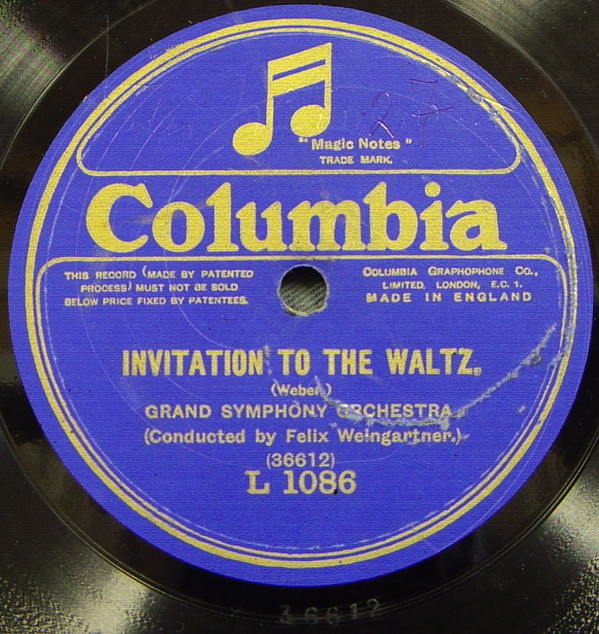 27
"Magic Notes"
TRADE MARK.
Columbia
THIS RECORD (MADE BY PATENTED
PROCESS) MUST NOT BE SOLD
BELOW PRICE FIXED BY PATENTEES.
COLUMBIA GRAPHOPHONE CO.,
LIMITED, LONDON, E.C. 1.
MADE IN ENGLAND
INVITATION TO THE WALTZ.
(Weber)
GRAND SYMPHONY ORCHESTRA
(Conducted by Felix Weingartner.)
(36612)
L 1086
36612